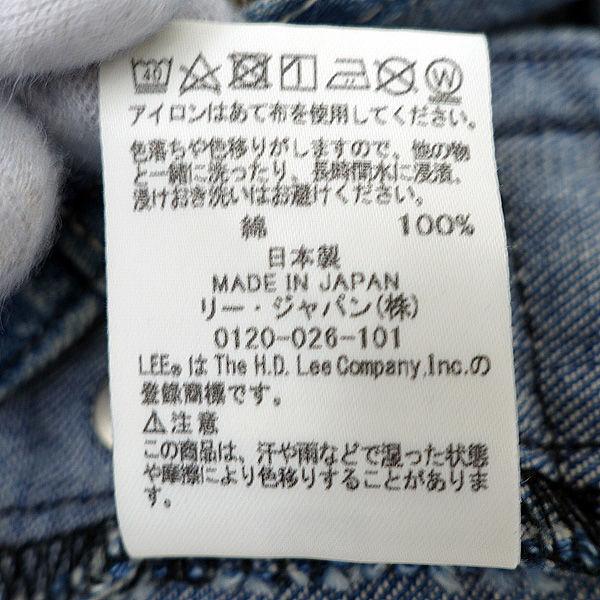 40 W
アイロンはあて布を使用してください。
色落ちや色移りがしますので、他の物
と一緒に洗ったり、長時間水に浸漬、
浸けおき洗いはお避けください。
綿 100%
日本製
MADE IN JAPAN
リー・ジャパン(株)
0120-026-101
LEE®は The H.D. Lee Company,Inc.の
登録商標です。
⚠注意
この商品は、汗や雨などで湿った状態
や摩擦により色移りすることがありま
す。